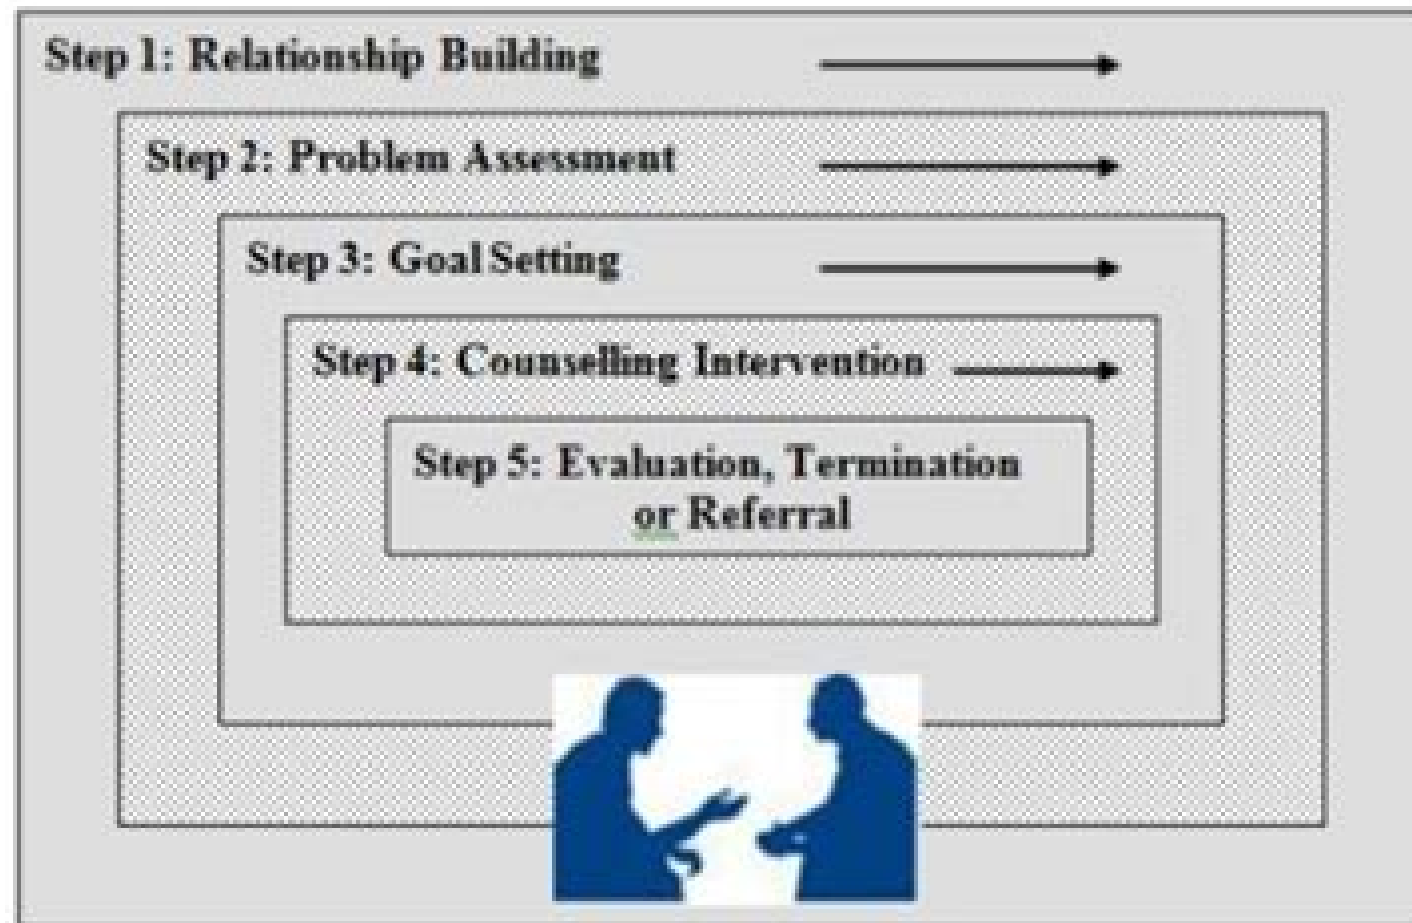 Step 1: Relationship Building
Step 2: Problem Assessment
Step 3: Goal Setting
Step 4: Counselling Intervention
Step 5: Evaluation, Termination
or Referral